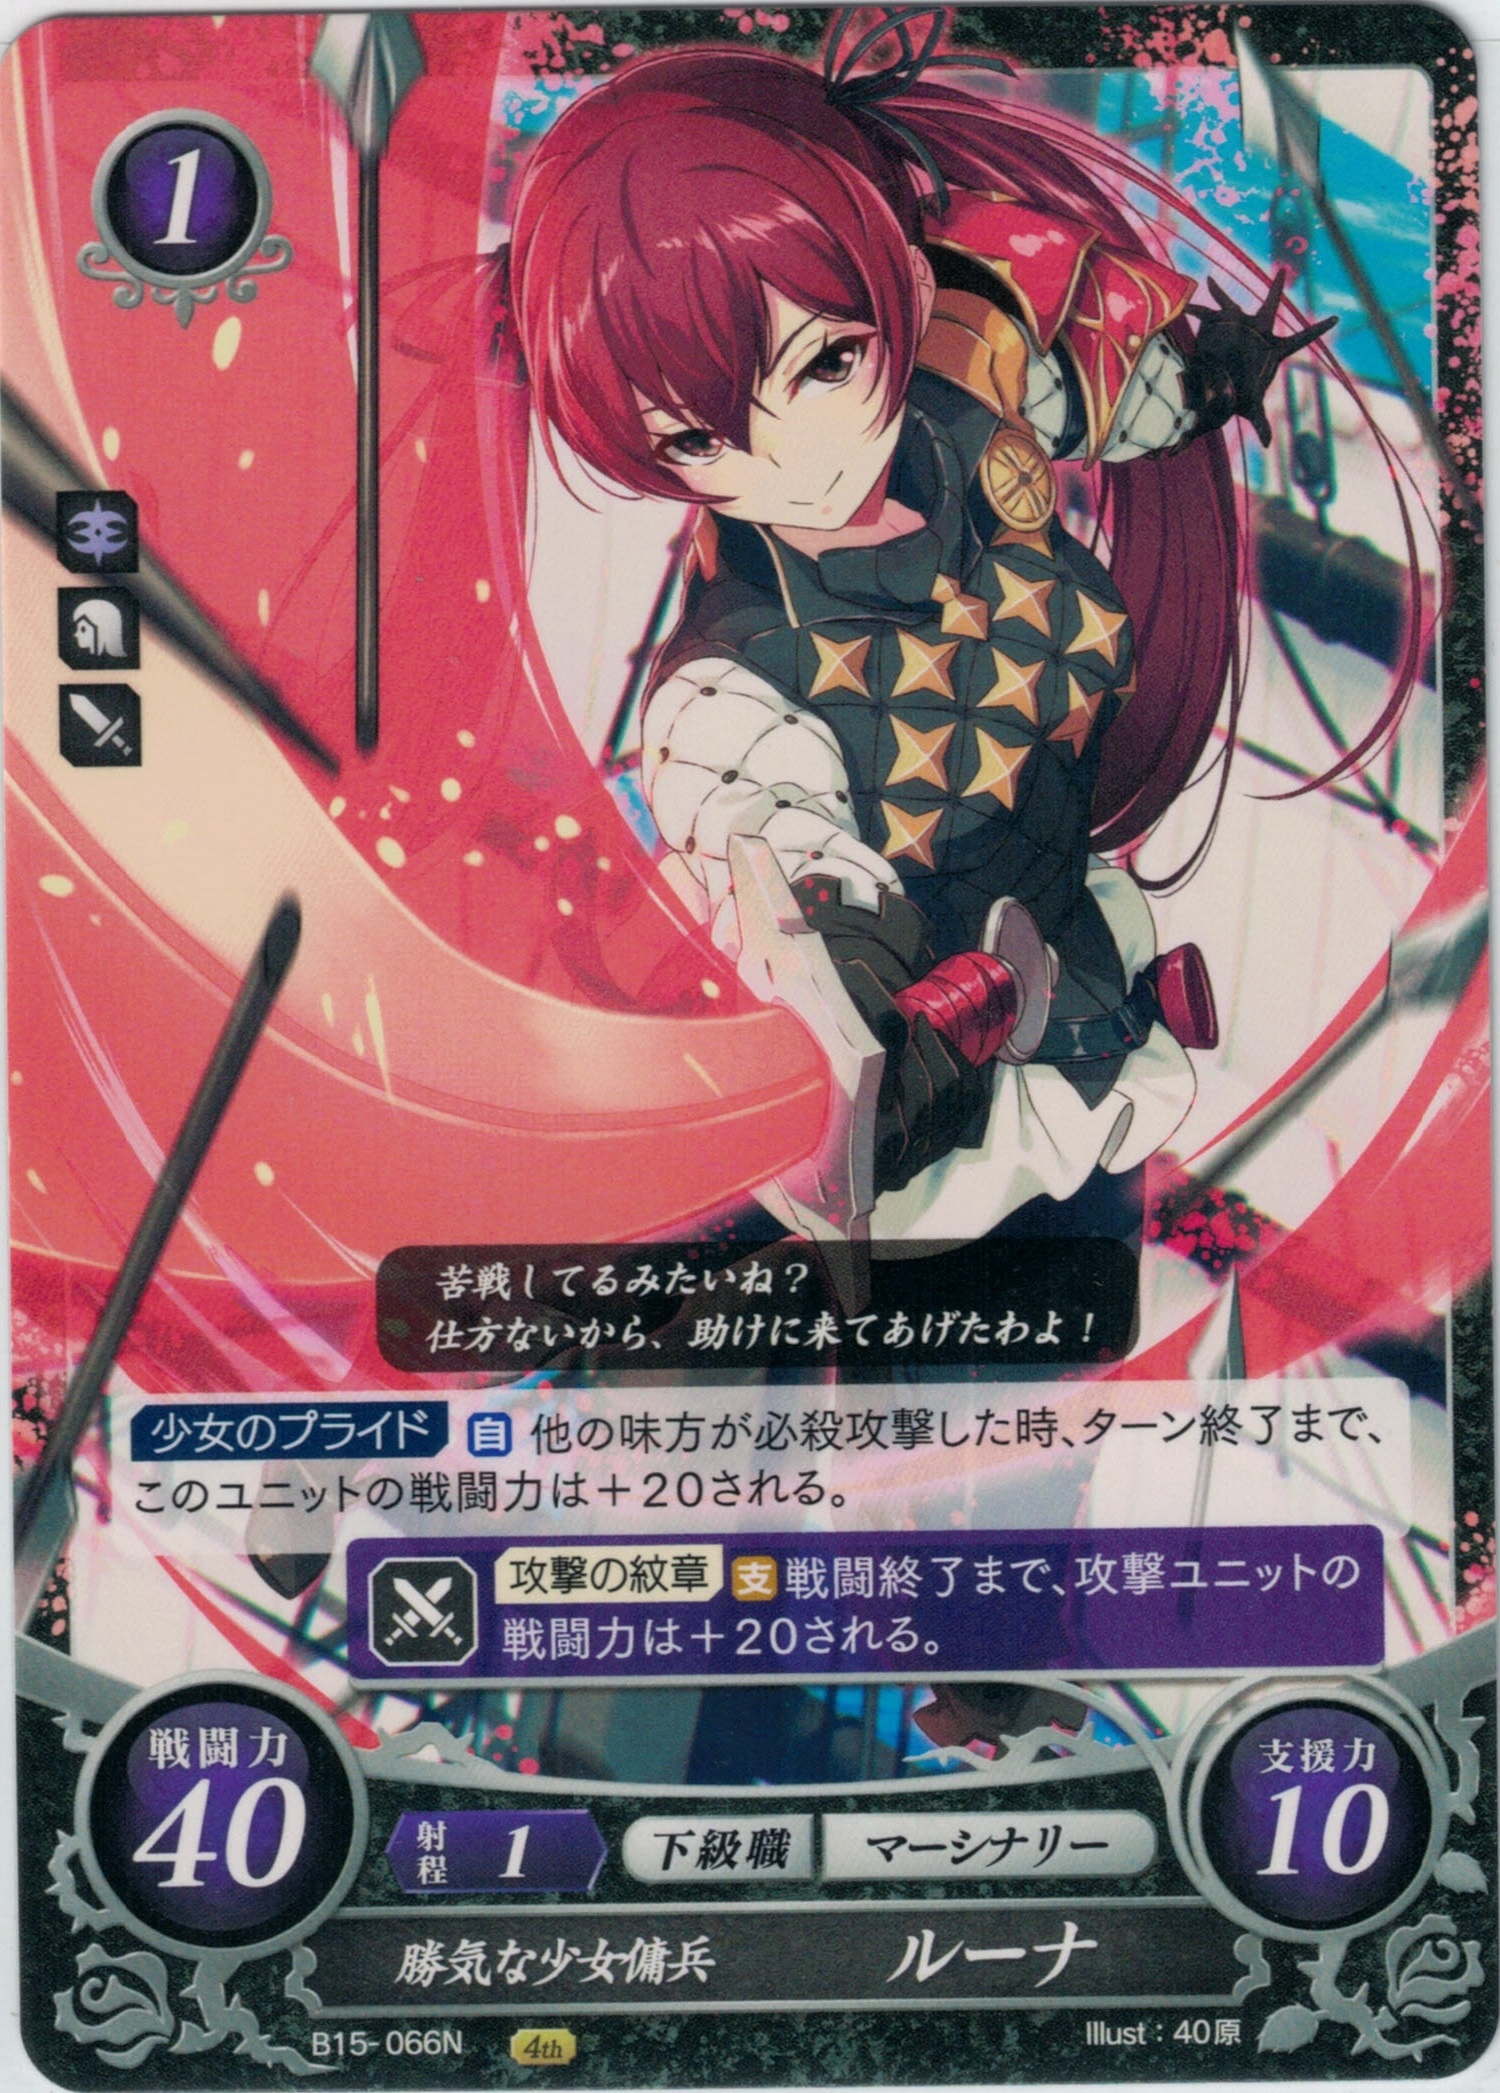 1
苦戦してるみたいね？
仕方ないから、助けに来てあげたわよ！
少女のプライド 自 他の味方が必殺攻撃した時、ターン終了まで、
このユニットの戦闘力は＋20される。
攻撃の紋章 支 戦闘終了まで、攻撃ユニットの
戦闘力は＋20される。
戦闘力
40
射程 1
下級職 マーシナリー
支援力
10
勝気な少女傭兵 ルーナ
B15-066N 4th Illust：40原